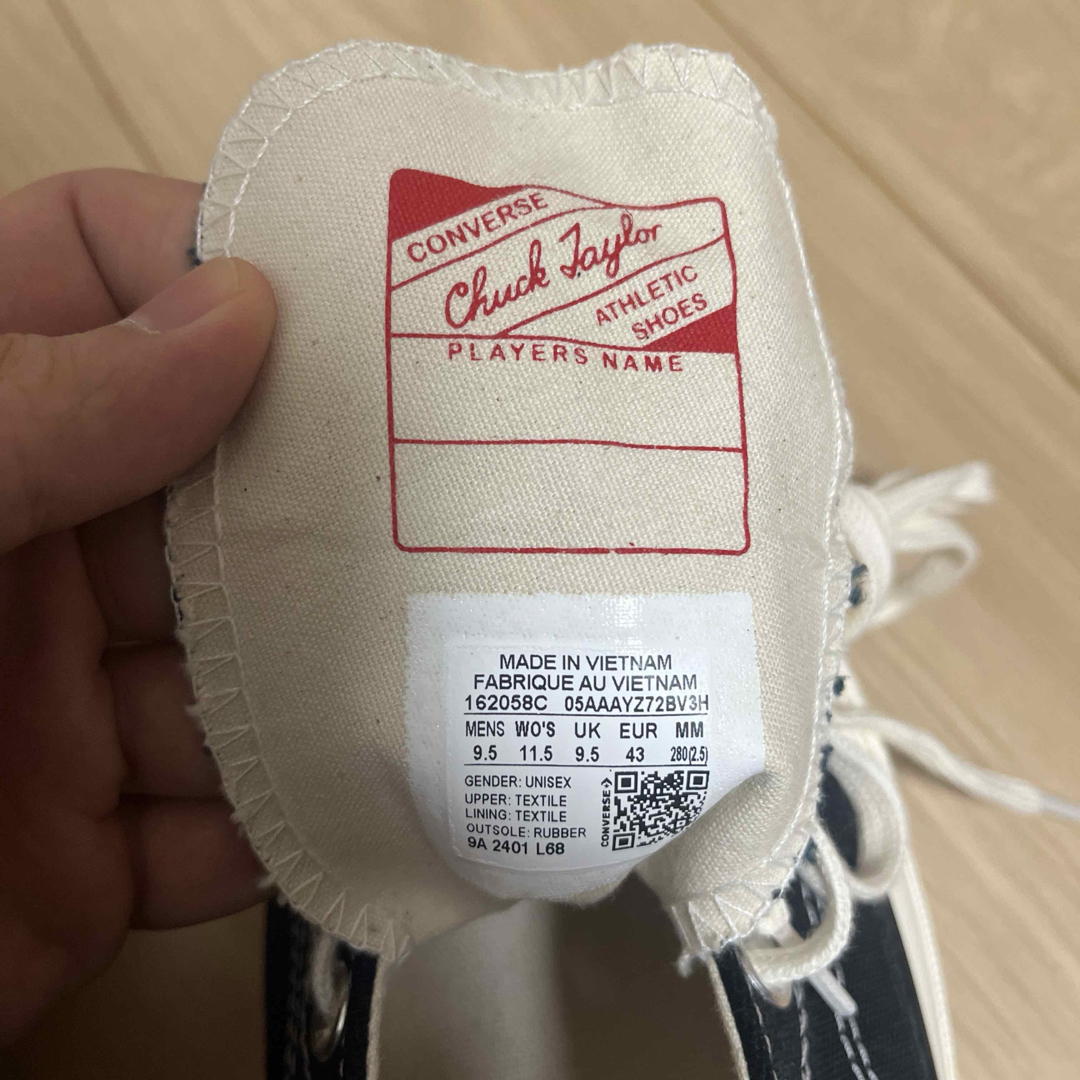 CONVERSE
Chuck Taylor
ATHLETIC
SHOES
PLAYERS NAME
MADE IN VIETNAM
FABRIQUE AU VIETNAM
162058C 05AAAYZ72BV3H
MENS WO'S UK EUR MM
9.5 11.5 9.5 43 280(2.5)
GENDER: UNISEX
UPPER: TEXTILE
LINING: TEXTILE
OUTSOLE: RUBBER
9A 2401 L68
CONVERSE